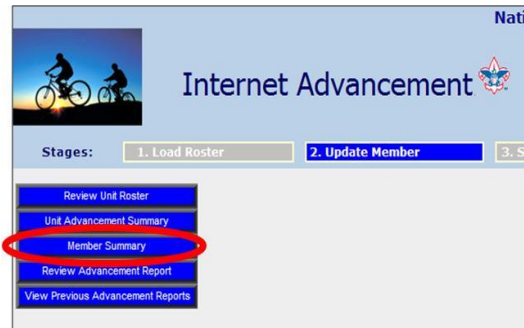 Nati
Internet Advancement
Stages:
1. Load Roster
2. Update Member
3. S
Review Unit Roster
Unit Advancement Summary
Member Summary
Review Advancement Report
View Previous Advancement Reports